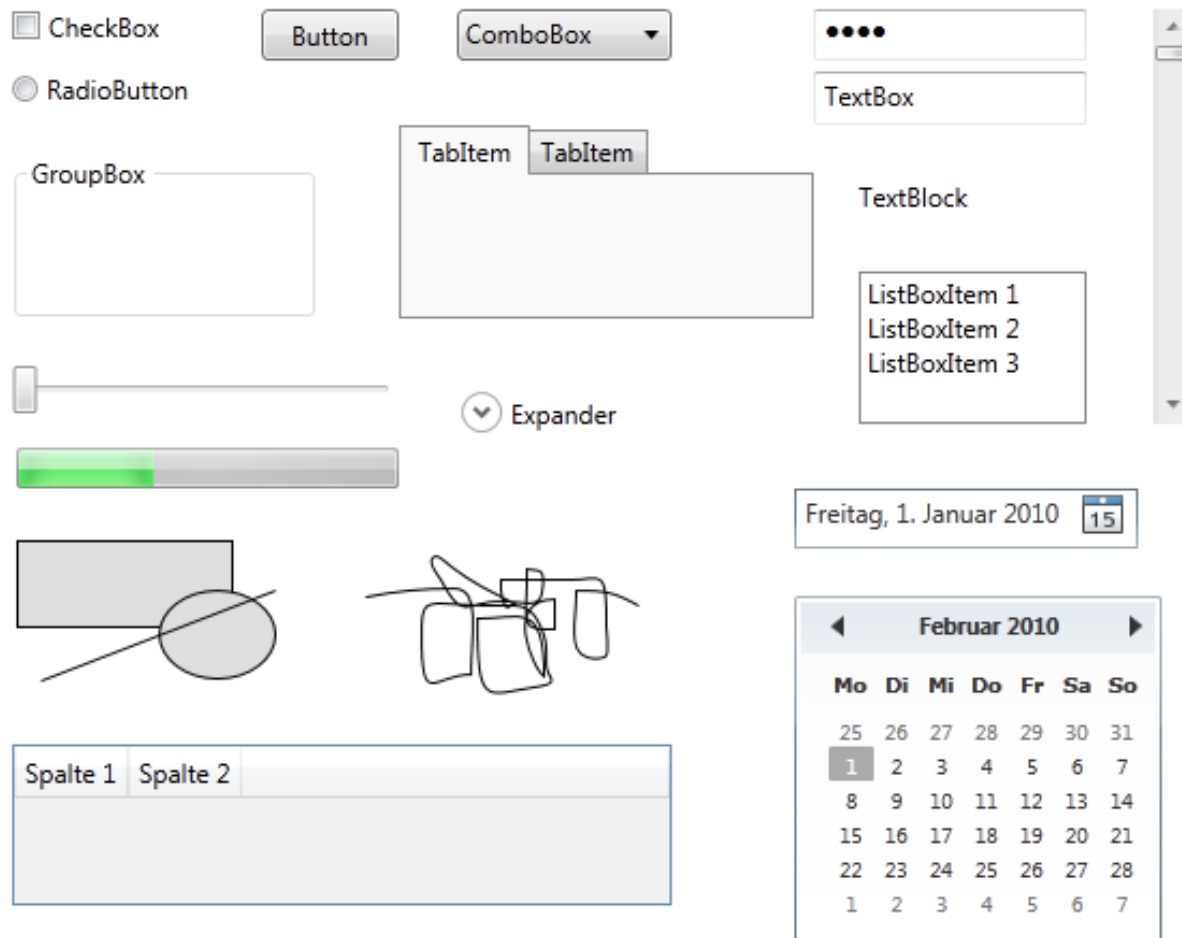 CheckBox
Button
ComboBox
••••
RadioButton
TextBox
TabItem TabItem
GroupBox
TextBlock
ListBoxItem 1
ListBoxItem 2
ListBoxItem 3
Expander
Freitag, 1. Januar 2010
15
Februar 2010
Mo Di Mi Do Fr Sa So
25 26 27 28 29 30 31
1 2 3 4 5 6 7
8 9 10 11 12 13 14
15 16 17 18 19 20 21
22 23 24 25 26 27 28
1 2 3 4 5 6 7
Spalte 1 Spalte 2